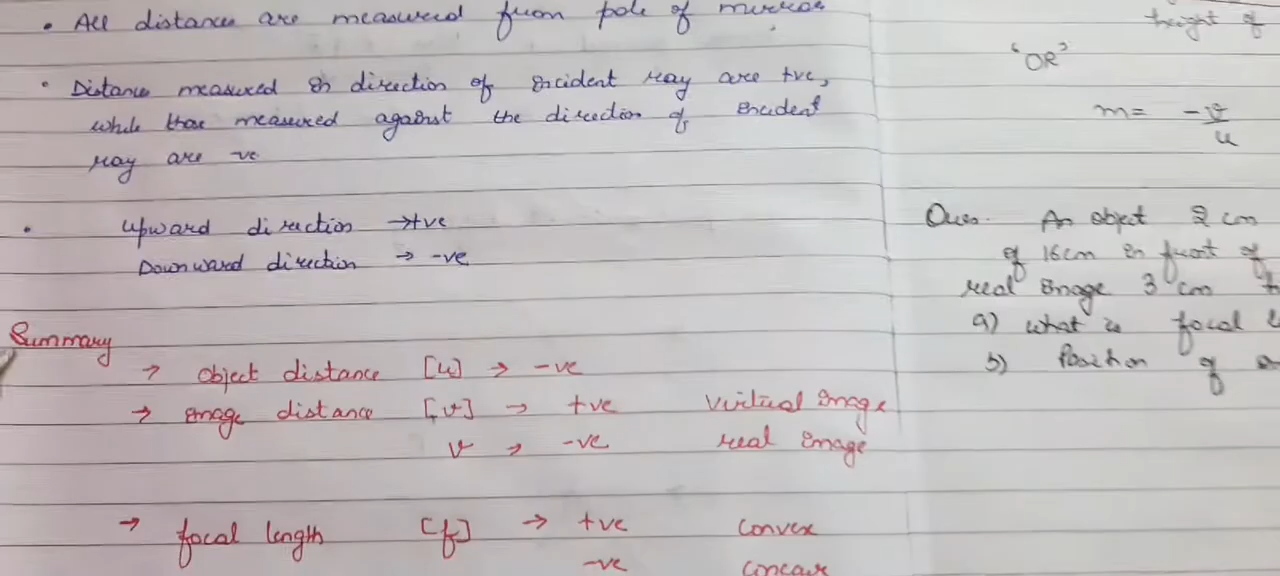 • All distances are measured from pole of mirror
• Distance measured in direction of incident ray are +ve,
while those measured against the direction of incident
ray are -ve
• Upward direction → +ve
Downward direction → -ve
Summary
→ object distance [u] → -ve
→ Image distance [v] → +ve virtual Image
v → -ve real Image
→ focal length [f] → +ve convex
-ve concave
height of
'OR'
m = -v/u
Ques. An object 2 cm
of 16cm in front of
real image 3 cm
a) what is focal
b) Position of